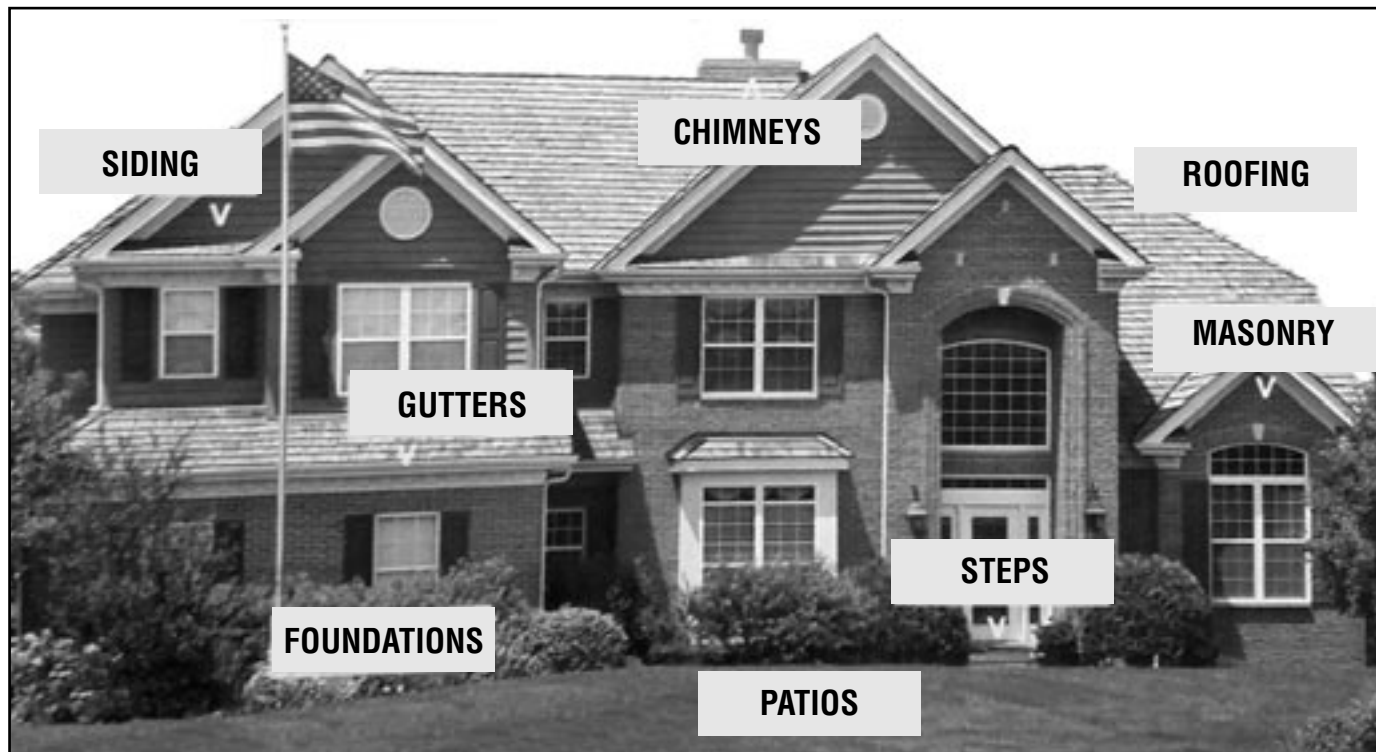 CHIMNEYS
SIDING
ROOFING
MASONRY
GUTTERS
STEPS
FOUNDATIONS
PATIOS